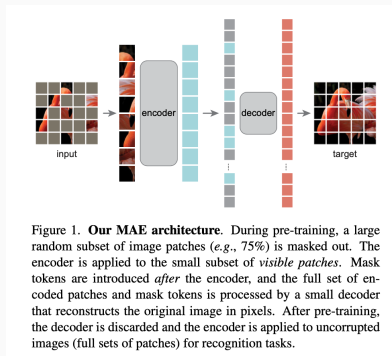 input
encoder
decoder
target
Figure 1. Our MAE architecture. During pre-training, a large
random subset of image patches (e.g., 75%) is masked out. The
encoder is applied to the small subset of visible patches. Mask
tokens are introduced after the encoder, and the full set of en-
coded patches and mask tokens is processed by a small decoder
that reconstructs the original image in pixels. After pre-training,
the decoder is discarded and the encoder is applied to uncorrupted
images (full sets of patches) for recognition tasks.